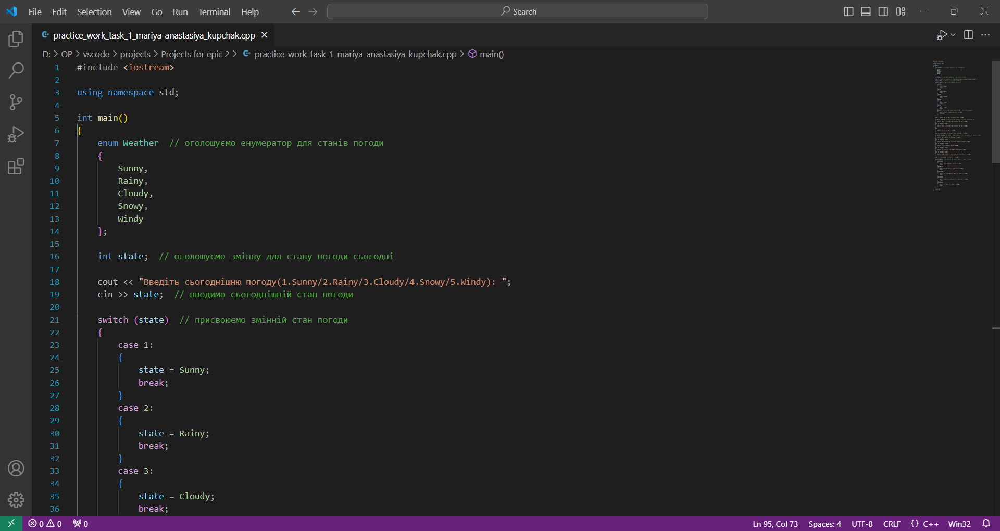 File Edit Selection View Go Run Terminal Help Search
practice_work_task_1_mariya-anastasiya_kupchak.cpp
D: > OP > vscode > projects > Projects for epic 2 > practice_work_task_1_mariya-anastasiya_kupchak.cpp > main()
1 #include <iostream>
2
3 using namespace std;
4
5 int main()
6 {
7 enum Weather // оголошуємо енумератор для станів погоди
8 {
9 Sunny,
10 Rainy,
11 Cloudy,
12 Snowy,
13 Windy
14 };
15
16 int state; // оголошуємо змінну для стану погоди сьогодні
17
18 cout << "Введіть сьогоднішню погоду(1.Sunny/2.Rainy/3.Cloudy/4.Snowy/5.Windy): ";
19 cin >> state; // вводимо сьогоднішній стан погоди
20
21 switch (state) // присвоюємо змінній стан погоди
22 {
23 case 1:
24 {
25 state = Sunny;
26 break;
27 }
28 case 2:
29 {
30 state = Rainy;
31 break;
32 }
33 case 3:
34 {
35 state = Cloudy;
36 break;
0 0 0 Ln 95, Col 73 Spaces: 4 UTF-8 CRLF {} C++ Win32